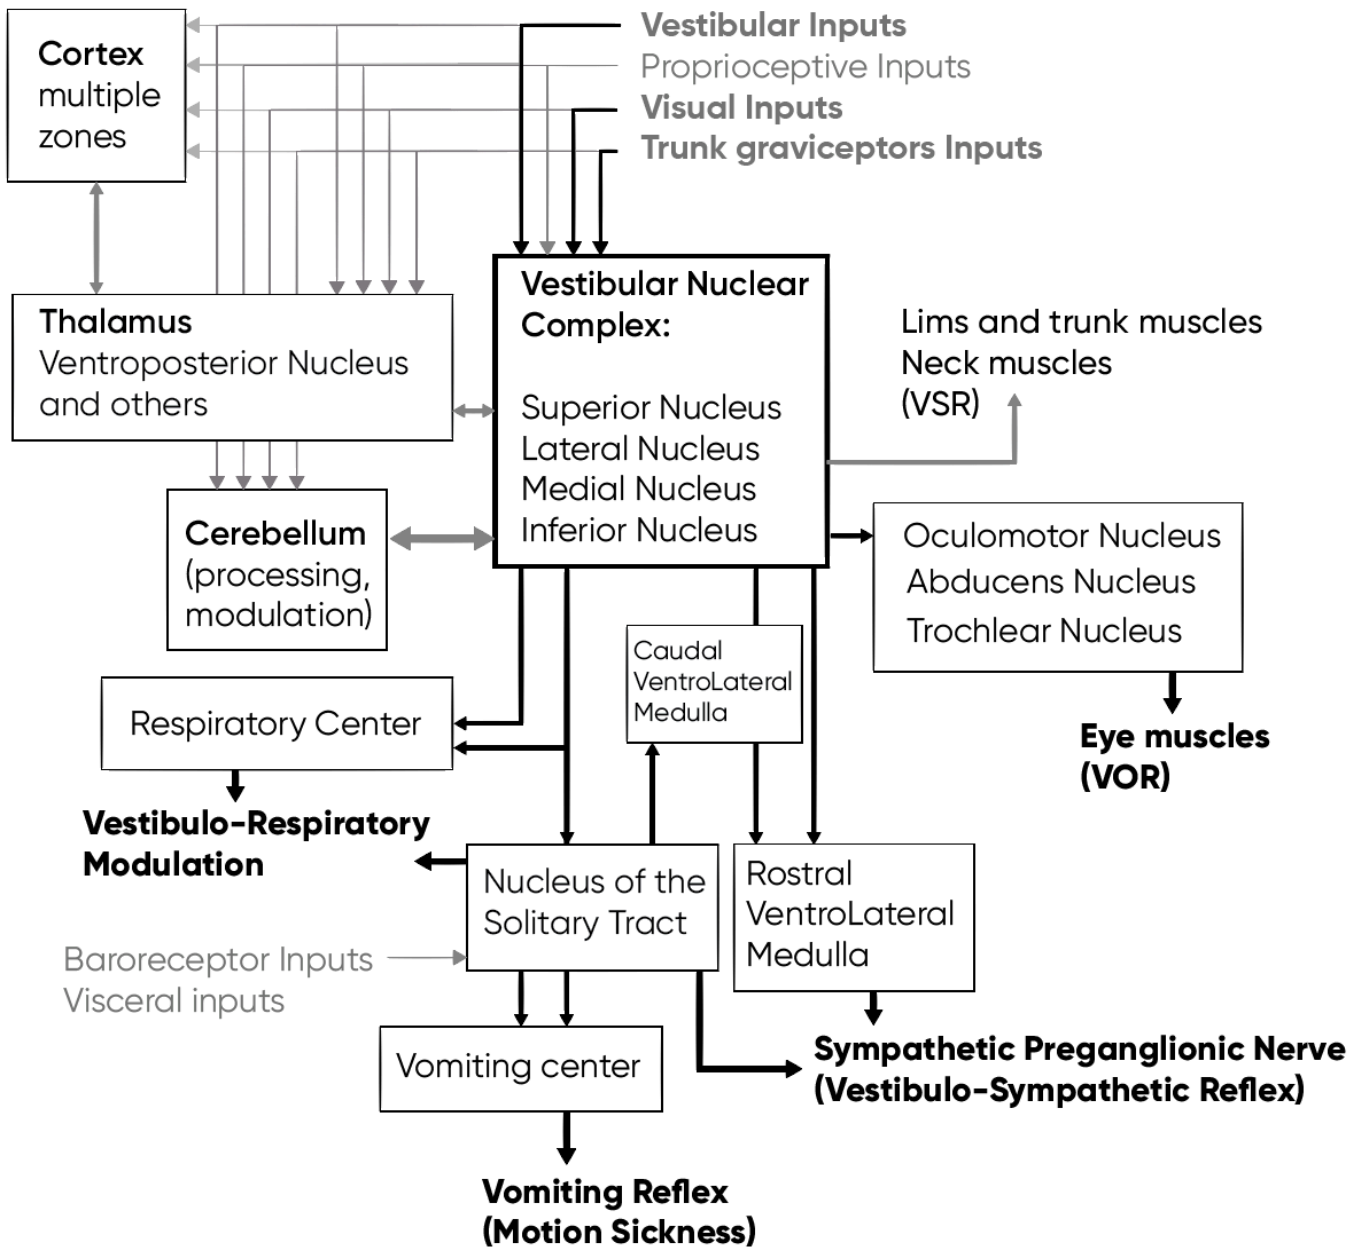 Cortex
multiple
zones
Vestibular Inputs
Proprioceptive Inputs
Visual Inputs
Trunk graviceptors Inputs
Thalamus
Ventroposterior Nucleus
and others
Vestibular Nuclear
Complex:
Superior Nucleus
Lateral Nucleus
Medial Nucleus
Inferior Nucleus
Lims and trunk muscles
Neck muscles
(VSR)
Cerebellum
(processing,
modulation)
Oculomotor Nucleus
Abducens Nucleus
Trochlear Nucleus
Caudal
VentroLateral
Medulla
Respiratory Center
Eye muscles
(VOR)
Vestibulo-Respiratory
Modulation
Nucleus of the
Solitary Tract
Rostral
VentroLateral
Medulla
Baroreceptor Inputs
Visceral inputs
Vomiting center
Sympathetic Preganglionic Nerve
(Vestibulo-Sympathetic Reflex)
Vomiting Reflex
(Motion Sickness)